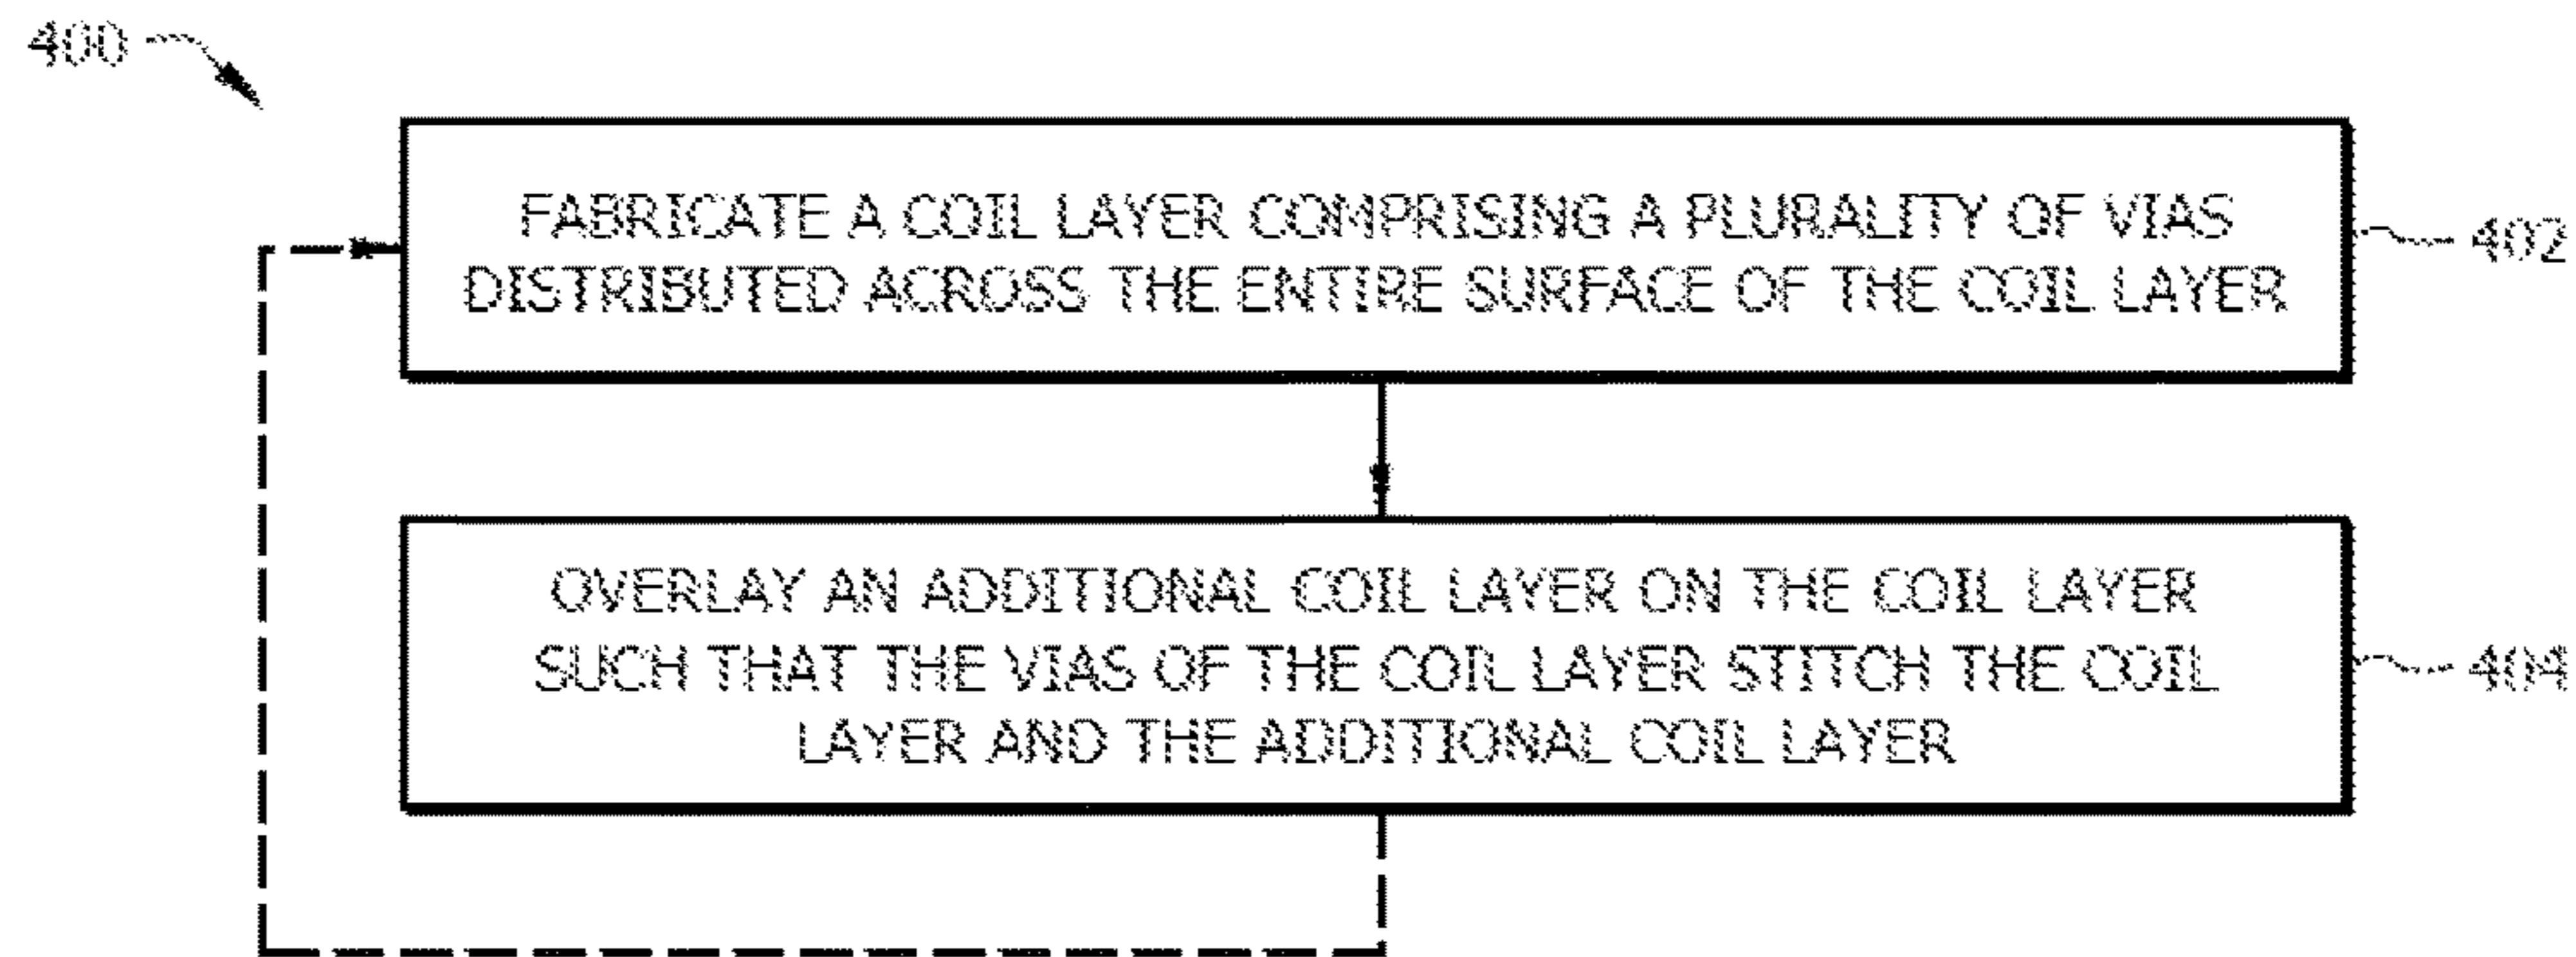 400
FABRICATE A COIL LAYER COMPRISING A PLURALITY OF VIAS
DISTRIBUTED ACROSS THE ENTIRE SURFACE OF THE COIL LAYER
402
OVERLAY AN ADDITIONAL COIL LAYER ON THE COIL LAYER
SUCH THAT THE VIAS OF THE COIL LAYER STITCH THE COIL
LAYER AND THE ADDITIONAL COIL LAYER
404